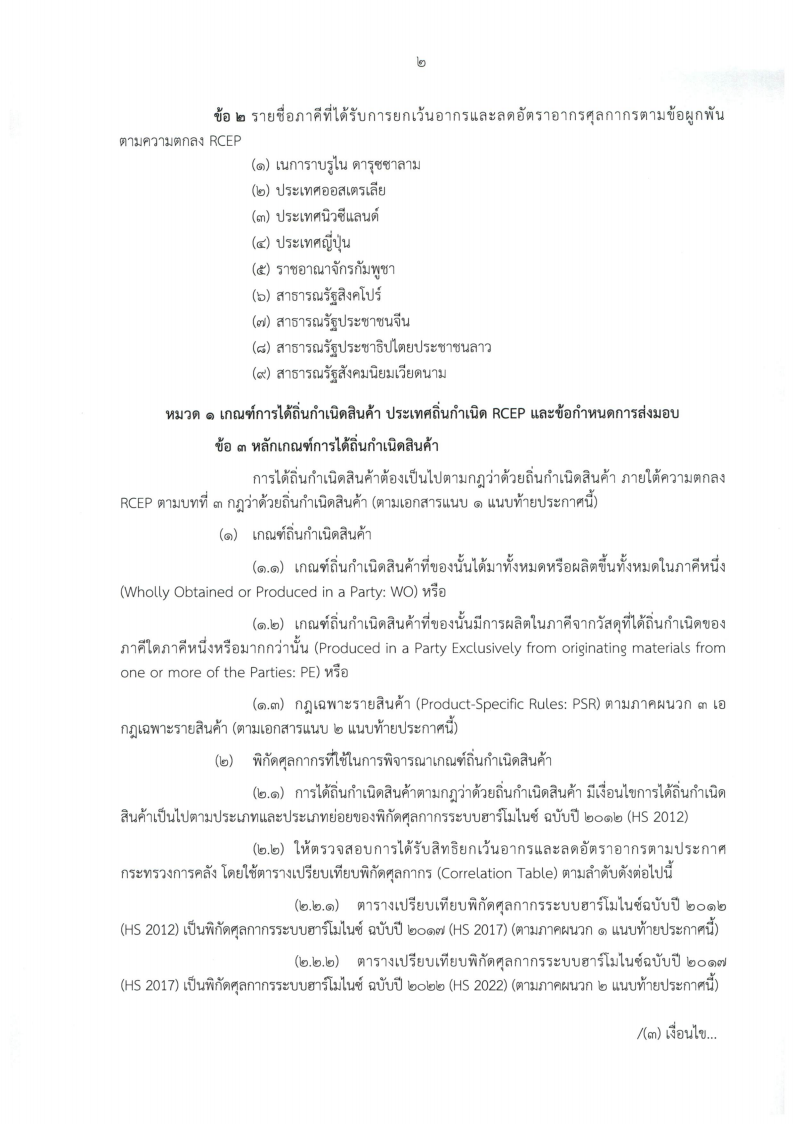 ๒
ข้อ ๒ รายชื่อภาคีที่ได้รับการยกเว้นอากรและลดอัตราอากรศุลกากรตามข้อผูกพัน
ตามความตกลง RCEP
(๑) เนการาบรูไน ดารุซซาลาม
(๒) ประเทศออสเตรเลีย
(๓) ประเทศนิวซีแลนด์
(๔) ประเทศญี่ปุ่น
(๕) ราชอาณาจักรกัมพูชา
(๖) สาธารณรัฐสิงคโปร์
(๗) สาธารณรัฐประชาชนจีน
(๘) สาธารณรัฐประชาธิปไตยประชาชนลาว
(๙) สาธารณรัฐสังคมนิยมเวียดนาม
หมวด ๑ เกณฑ์การได้ถิ่นกำเนิดสินค้า ประเทศถิ่นกำเนิด RCEP และข้อกำหนดการส่งมอบ
ข้อ ๓ หลักเกณฑ์การได้ถิ่นกำเนิดสินค้า
การได้ถิ่นกำเนิดสินค้าต้องเป็นไปตามกฎว่าด้วยถิ่นกำเนิดสินค้า ภายใต้ความตกลง
RCEP ตามบทที่ ๓ กฎว่าด้วยถิ่นกำเนิดสินค้า (ตามเอกสารแนบ ๑ แนบท้ายประกาศนี้)
(๑) เกณฑ์ถิ่นกำเนิดสินค้า
(๑.๑) เกณฑ์ถิ่นกำเนิดสินค้าที่ของนั้นได้มาทั้งหมดหรือผลิตขึ้นทั้งหมดในภาคีหนึ่ง
(Wholly Obtained or Produced in a Party: WO) หรือ
(๑.๒) เกณฑ์ถิ่นกำเนิดสินค้าที่ของนั้นมีการผลิตในภาคีจากวัสดุที่ได้ถิ่นกำเนิดของ
ภาคีใดภาคีหนึ่งหรือมากกว่านั้น (Produced in a Party Exclusively from originating materials from
one or more of the Parties: PE) หรือ
(๑.๓) กฎเฉพาะรายสินค้า (Product-Specific Rules: PSR) ตามภาคผนวก ๓ เอ
กฎเฉพาะรายสินค้า (ตามเอกสารแนบ ๒ แนบท้ายประกาศนี้)
(๒) พิกัดศุลกากรที่ใช้ในการพิจารณาเกณฑ์ถิ่นกำเนิดสินค้า
(๒.๑) การได้ถิ่นกำเนิดสินค้าตามกฎว่าด้วยถิ่นกำเนิดสินค้า มีเงื่อนไขการได้ถิ่นกำเนิด
สินค้าเป็นไปตามประเภทและประเภทย่อยของพิกัดศุลกากรระบบฮาร์โมไนซ์ ฉบับปี ๒๐๑๒ (HS 2012)
(๒.๒) ให้ตรวจสอบการได้รับสิทธิยกเว้นอากรและลดอัตราอากรตามประกาศ
กระทรวงการคลัง โดยใช้ตารางเปรียบเทียบพิกัดศุลกากร (Correlation Table) ตามลำดับดังต่อไปนี้
(๒.๒.๑) ตารางเปรียบเทียบพิกัดศุลกากรระบบฮาร์โมไนซ์ฉบับปี ๒๐๑๒
(HS 2012) เป็นพิกัดศุลกากรระบบฮาร์โมไนซ์ ฉบับปี ๒๐๑๗ (HS 2017) (ตามภาคผนวก ๑ แนบท้ายประกาศนี้)
(๒.๒.๒) ตารางเปรียบเทียบพิกัดศุลกากรระบบฮาร์โมไนซ์ฉบับปี ๒๐๑๗
(HS 2017) เป็นพิกัดศุลกากรระบบฮาร์โมไนซ์ ฉบับปี ๒๐๒๒ (HS 2022) (ตามภาคผนวก ๒ แนบท้ายประกาศนี้)
/(๓) เงื่อนไข...